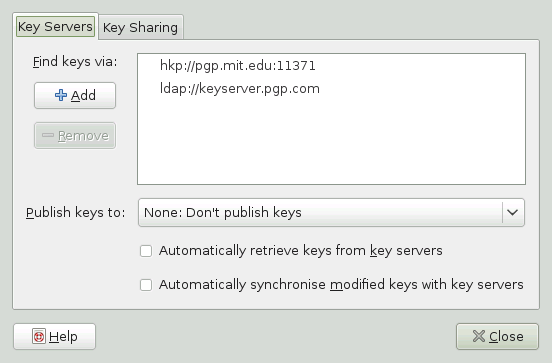 Key Servers
Key Sharing
Find keys via:
hkp://pgp.mit.edu:11371
ldap://keyserver.pgp.com
Add
Remove
Publish keys to:
None: Don't publish keys
Automatically retrieve keys from key servers
Automatically synchronise modified keys with key servers
Help
Close